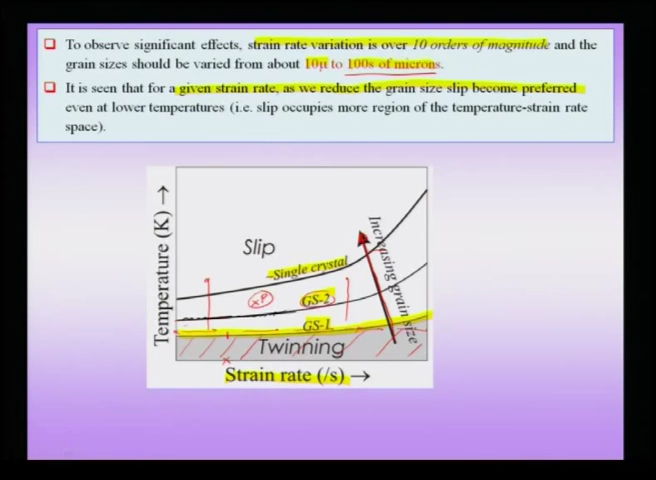 To observe significant effects, strain rate variation is over 10 orders of magnitude and the
grain sizes should be varied from about 10μ to 100s of microns.
It is seen that for a given strain rate, as we reduce the grain size slip become preferred
even at lower temperatures (i.e. slip occupies more region of the temperature-strain rate
space).
Temperature (K) →
Slip
~Single crystal
Increasing grain size
XP
GS-2
GS-1
Twinning
Strain rate (/s) →